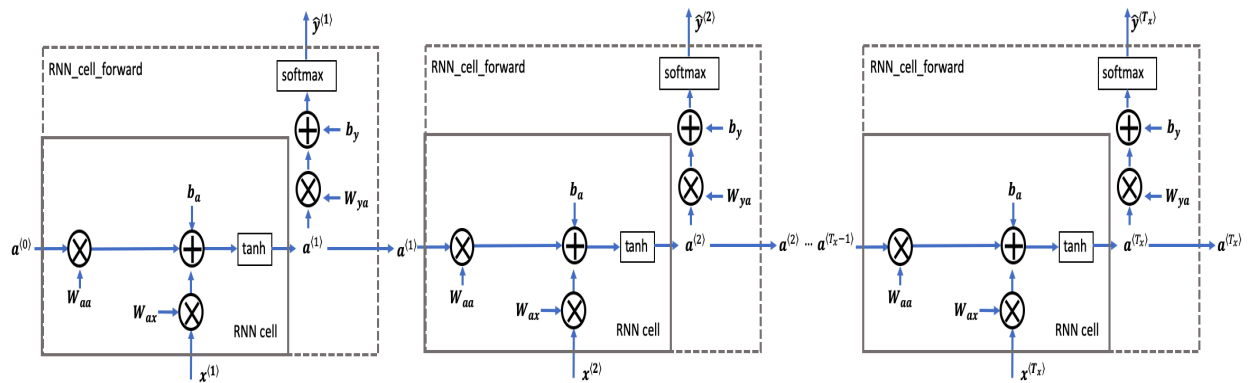 ŷ⟨1⟩
RNN_cell_forward
softmax
b_y
W_ya
b_a
a⟨0⟩
tanh
a⟨1⟩
W_aa
W_ax
RNN cell
x⟨1⟩
ŷ⟨2⟩
RNN_cell_forward
softmax
b_y
W_ya
b_a
a⟨1⟩
tanh
a⟨2⟩
W_aa
W_ax
RNN cell
x⟨2⟩
a⟨2⟩ ... a⟨T_x−1⟩
ŷ⟨T_x⟩
RNN_cell_forward
softmax
b_y
W_ya
b_a
tanh
a⟨T_x⟩
a⟨T_x⟩
W_aa
W_ax
RNN cell
x⟨T_x⟩